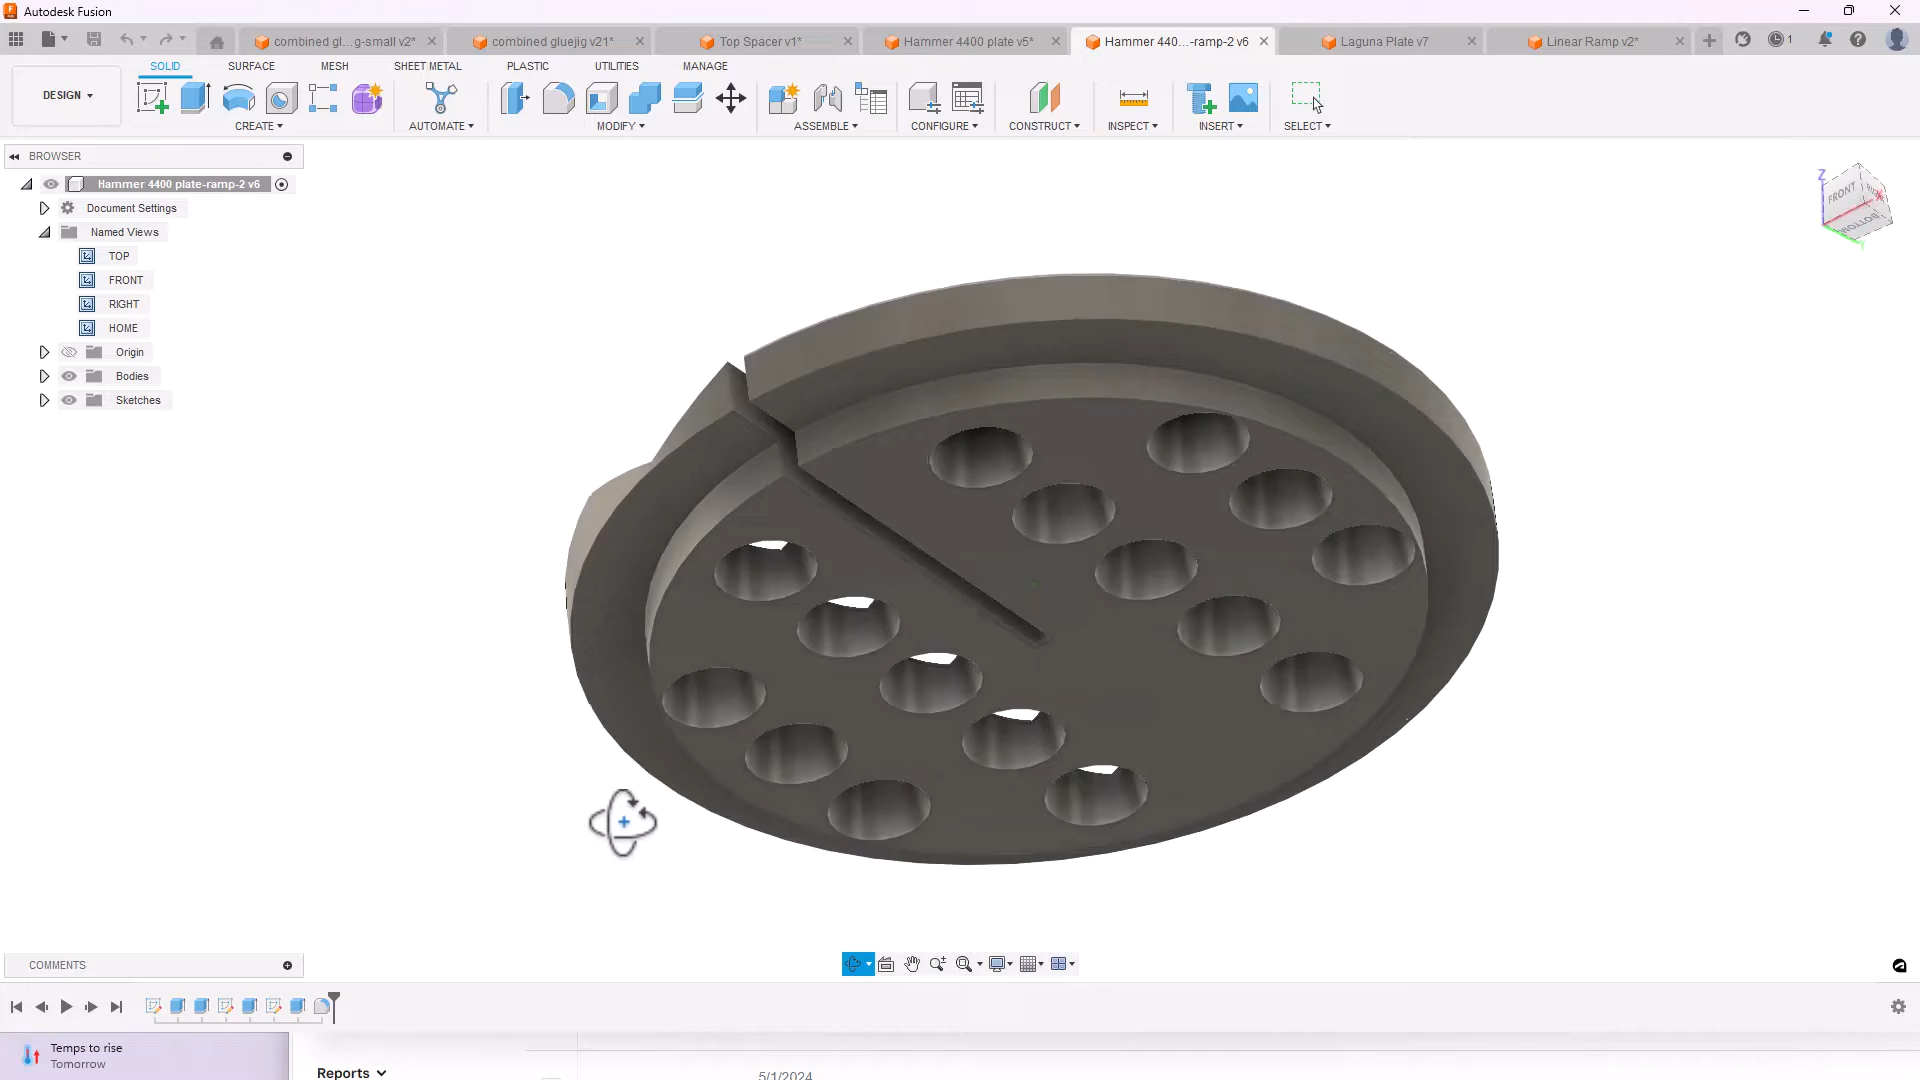 Autodesk Fusion
combined gl...g-small v2*
combined gluejig v21*
Top Spacer v1*
Hammer 4400 plate v5*
Hammer 440...-ramp-2 v6
Laguna Plate v7
Linear Ramp v2*
1
SOLID
SURFACE
MESH
SHEET METAL
PLASTIC
UTILITIES
MANAGE
DESIGN
CREATE
AUTOMATE
MODIFY
ASSEMBLE
CONFIGURE
CONSTRUCT
INSPECT
INSERT
SELECT
BROWSER
Hammer 4400 plate-ramp-2 v6
Document Settings
Named Views
TOP
FRONT
RIGHT
HOME
Origin
Bodies
Sketches
Z
FRONT
BOTTOM
COMMENTS
Temps to rise
Tomorrow
Reports
5/1/2024